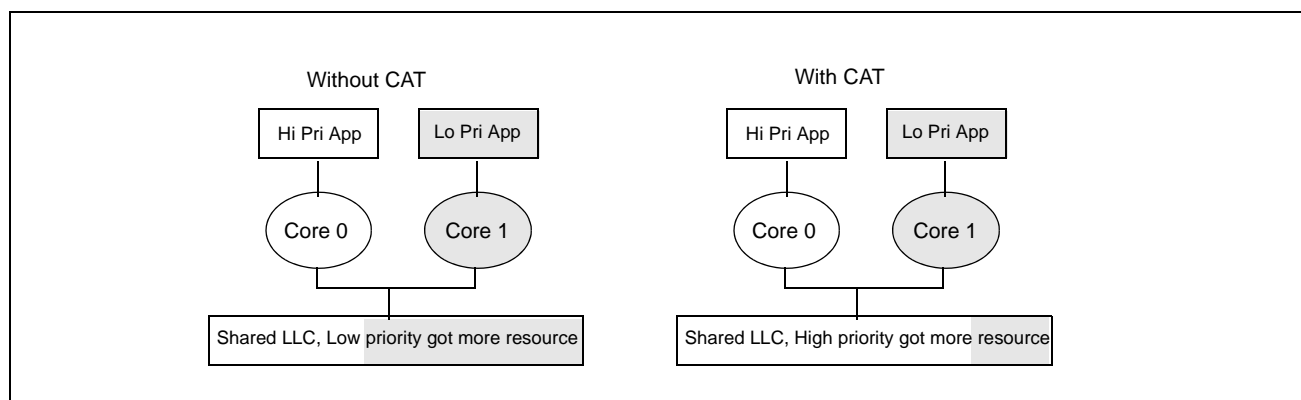 Without CAT
Hi Pri App
Lo Pri App
Core 0
Core 1
Shared LLC, Low priority got more resource
With CAT
Hi Pri App
Lo Pri App
Core 0
Core 1
Shared LLC, High priority got more resource